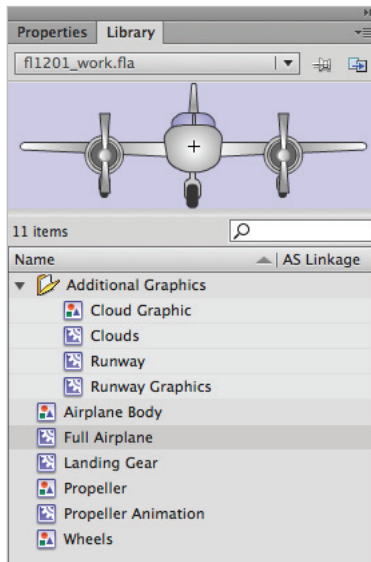 Properties Library
fl1201_work.fla
11 items
Name AS Linkage
Additional Graphics
Cloud Graphic
Clouds
Runway
Runway Graphics
Airplane Body
Full Airplane
Landing Gear
Propeller
Propeller Animation
Wheels